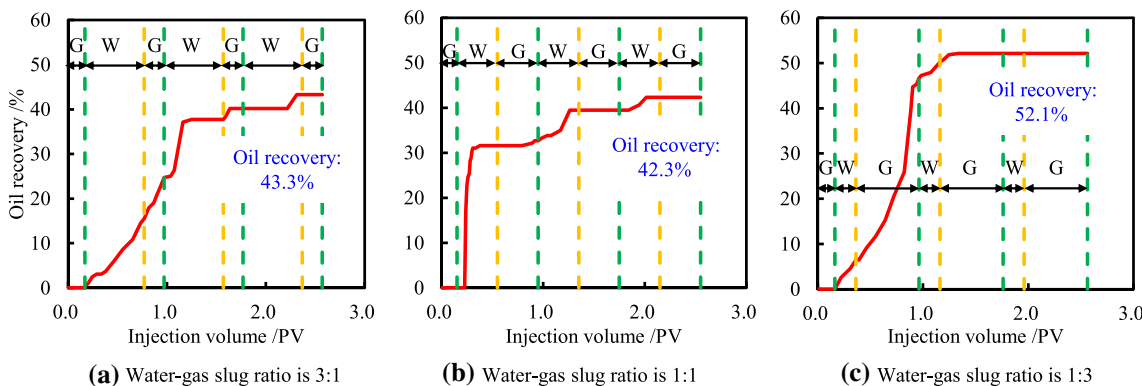 60
50
40
30
20
10
0
Oil recovery /%
G W G W G W G
Oil recovery:
43.3%
0.0 1.0 2.0 3.0
Injection volume /PV
(a) Water-gas slug ratio is 3:1
60
50
40
30
20
10
0
G W G W G W G
Oil recovery:
42.3%
0.0 1.0 2.0 3.0
Injection volume /PV
(b) Water-gas slug ratio is 1:1
60
50
40
30
20
10
0
Oil recovery:
52.1%
G W G W G W G
0.0 1.0 2.0 3.0
Injection volume /PV
(c) Water-gas slug ratio is 1:3